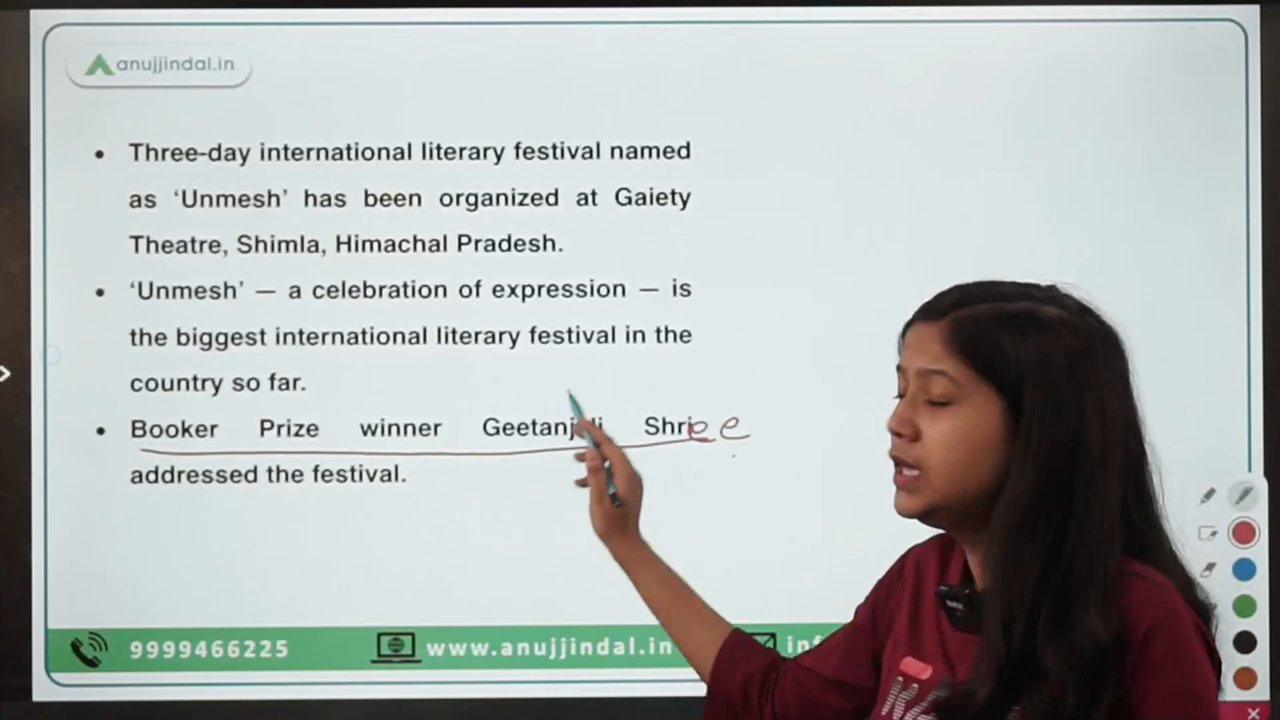 anujjindal.in
• Three-day international literary festival named
as ‘Unmesh’ has been organized at Gaiety
Theatre, Shimla, Himachal Pradesh.
• ‘Unmesh’ — a celebration of expression — is
the biggest international literary festival in the
country so far.
• Booker Prize winner Geetanjali Shree
addressed the festival.
9999466225
www.anujjindal.in